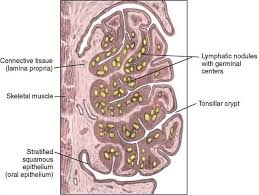 Connective tissue
(lamina propria)
Skeletal muscle
Stratified
squamous
epithelium
(oral epithelium)
Lymphatic nodules
with germinal
centers
Tonsillar crypt